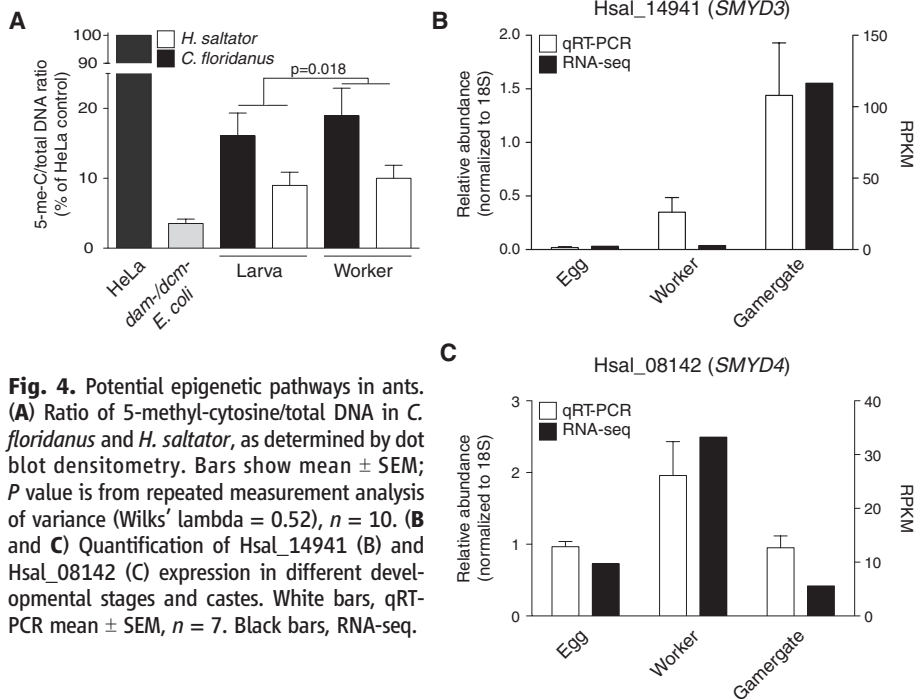 A
5-me-C/total DNA ratio
(% of HeLa control)
100
90
20
10
0
H. saltator
C. floridanus
p=0.018
HeLa
dam-/dcm-
E. coli
Larva
Worker
B
Hsal_14941 (SMYD3)
Relative abundance
(normalized to 18S)
2.0
1.5
1.0
0.5
0.0
qRT-PCR
RNA-seq
150
100
50
0
RPKM
Egg
Worker
Gamergate
C
Hsal_08142 (SMYD4)
Relative abundance
(normalized to 18S)
3
2
1
0
qRT-PCR
RNA-seq
40
30
20
10
0
RPKM
Egg
Worker
Gamergate
Fig. 4. Potential epigenetic pathways in ants.
(A) Ratio of 5-methyl-cytosine/total DNA in C.
floridanus and H. saltator, as determined by dot
blot densitometry. Bars show mean ± SEM;
P value is from repeated measurement analysis
of variance (Wilks' lambda = 0.52), n = 10. (B
and C) Quantification of Hsal_14941 (B) and
Hsal_08142 (C) expression in different devel-
opmental stages and castes. White bars, qRT-
PCR mean ± SEM, n = 7. Black bars, RNA-seq.